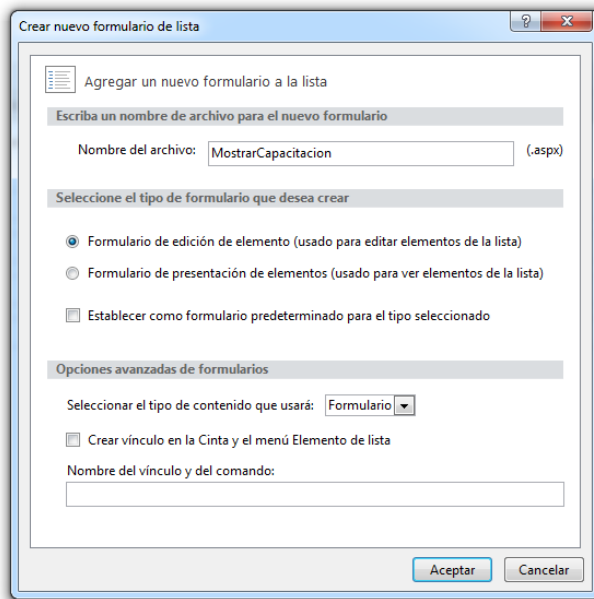 Crear nuevo formulario de lista
Agregar un nuevo formulario a la lista
Escriba un nombre de archivo para el nuevo formulario
Nombre del archivo: MostrarCapacitacion (.aspx)
Seleccione el tipo de formulario que desea crear
Formulario de edición de elemento (usado para editar elementos de la lista)
Formulario de presentación de elementos (usado para ver elementos de la lista)
Establecer como formulario predeterminado para el tipo seleccionado
Opciones avanzadas de formularios
Seleccionar el tipo de contenido que usará: Formulario
Crear vínculo en la Cinta y el menú Elemento de lista
Nombre del vínculo y del comando:
Aceptar Cancelar